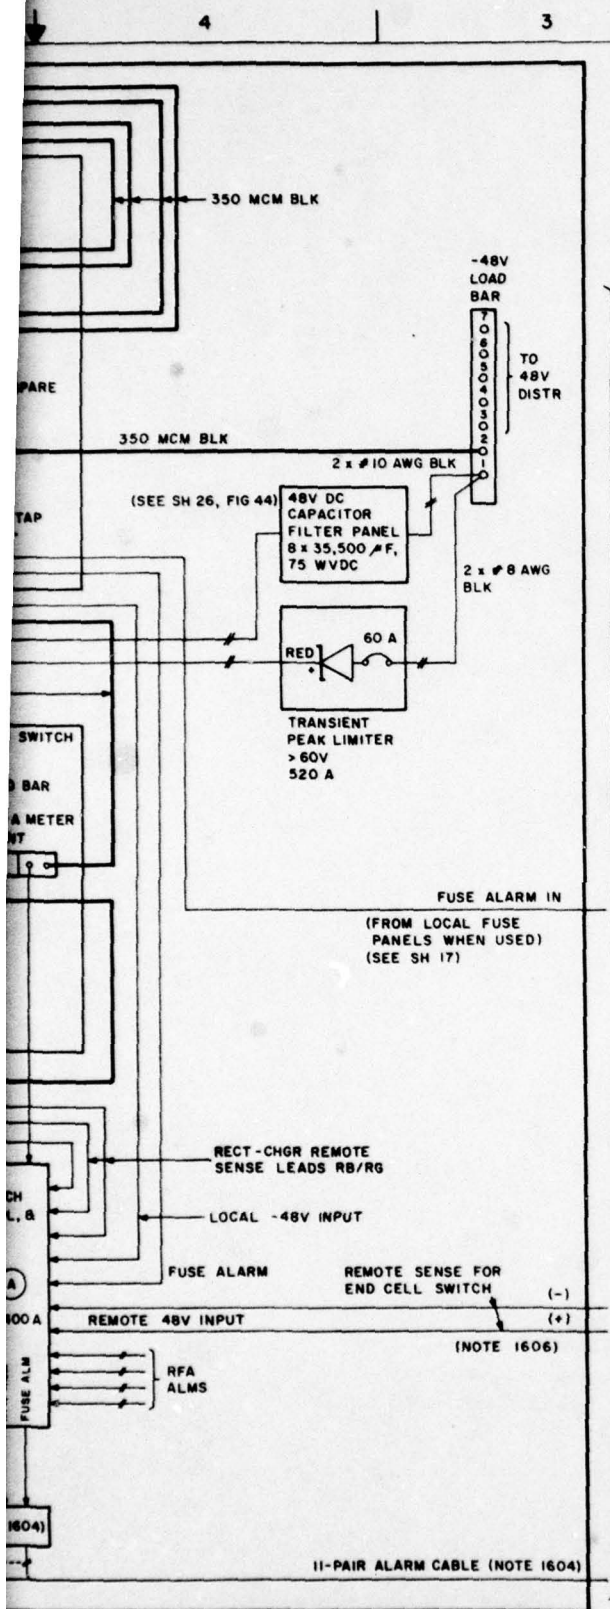 4
3
350 MCM BLK
-48V
LOAD
BAR
7
6
5
4
3
2
1
TO
48V
DISTR
PARE
350 MCM BLK
2 x # 10 AWG BLK
(SEE SH 26, FIG 44)
48V DC
CAPACITOR
FILTER PANEL
8 x 35,500 µF,
75 WVDC
TAP
2 x # 8 AWG
BLK
RED
+
60 A
TRANSIENT
PEAK LIMITER
> 60V
520 A
SWITCH
BAR
A METER
NT
FUSE ALARM IN
(FROM LOCAL FUSE
PANELS WHEN USED)
(SEE SH 17)
RECT-CHGR REMOTE
SENSE LEADS RB/RG
CH
L, &
LOCAL -48V INPUT
FUSE ALARM
A
REMOTE SENSE FOR
END CELL SWITCH
(-)
400 A
REMOTE 48V INPUT
(+)
(NOTE 1606)
RFA
ALMS
FUSE ALM
1604)
11-PAIR ALARM CABLE (NOTE 1604)